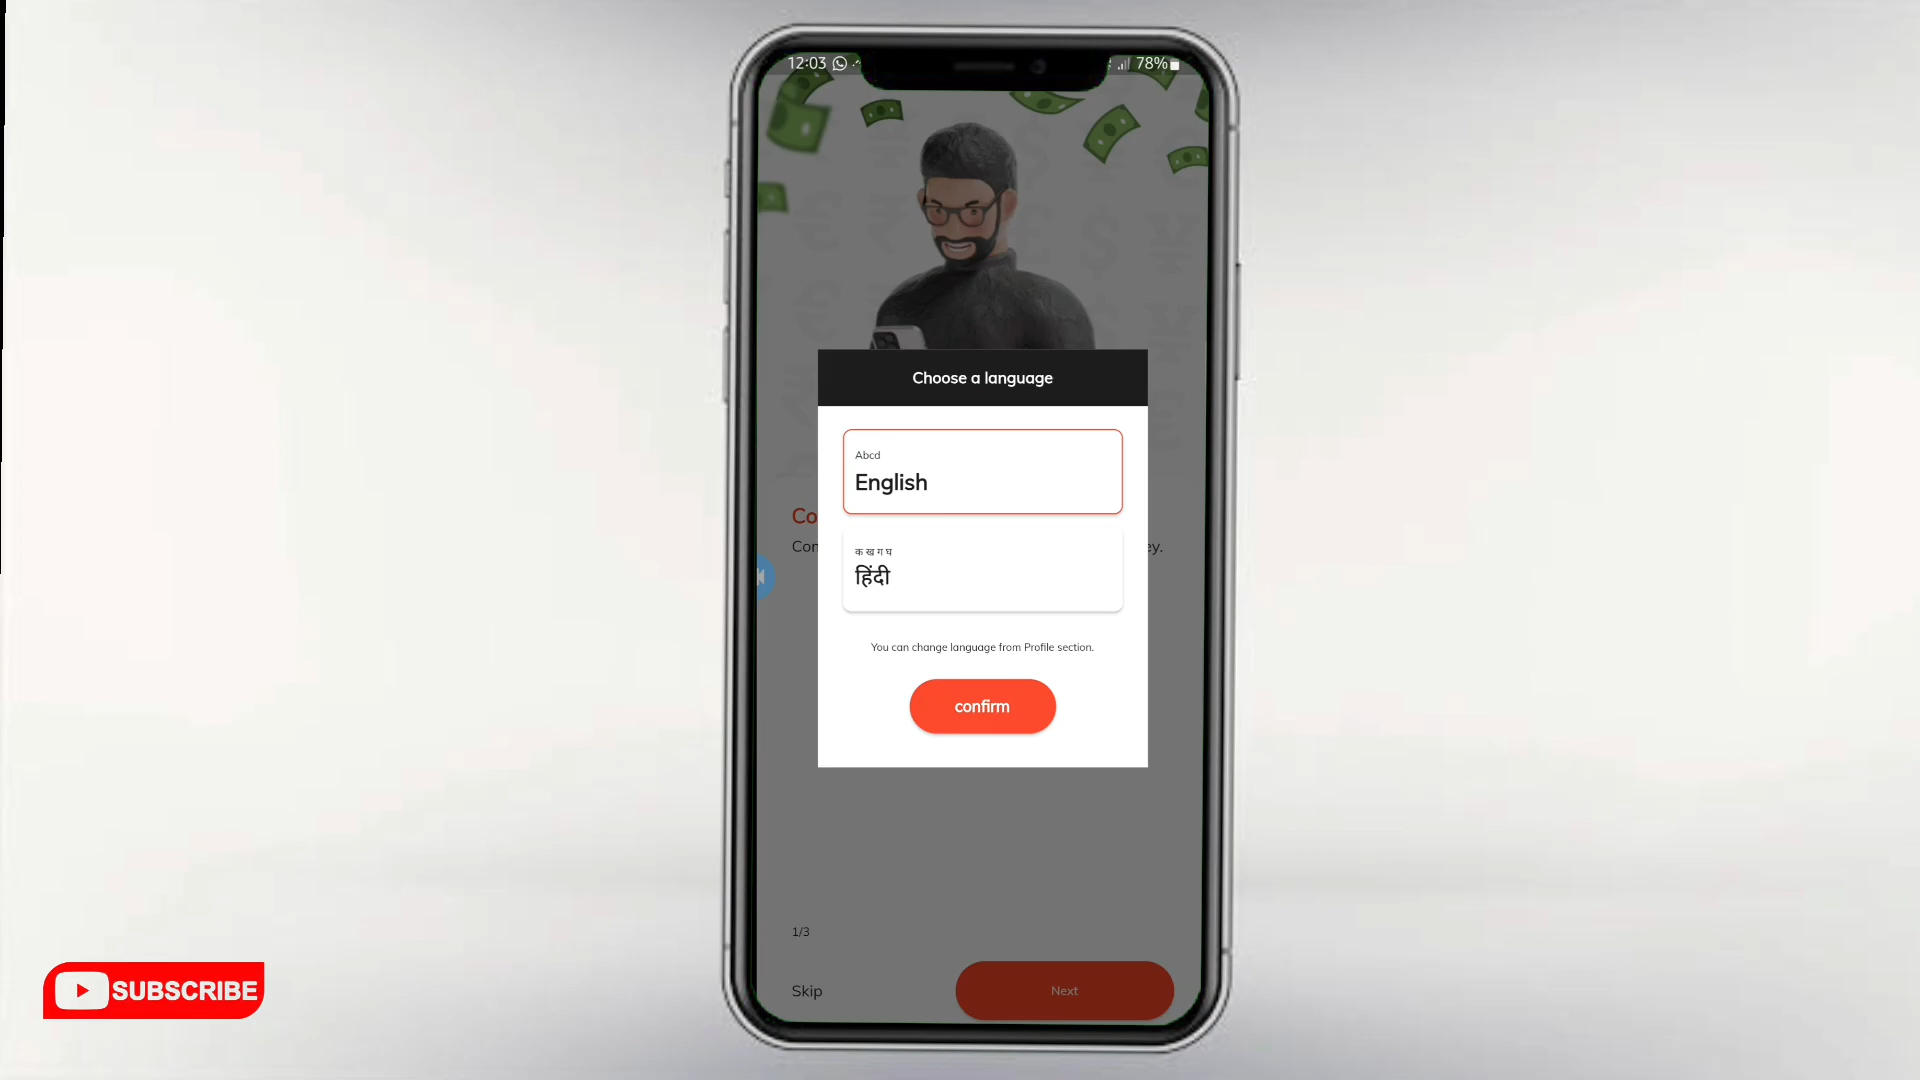 12:03
78%
Choose a language
Abcd
English
क ख ग घ
हिंदी
You can change language from Profile section.
confirm
1/3
Skip
Next
SUBSCRIBE